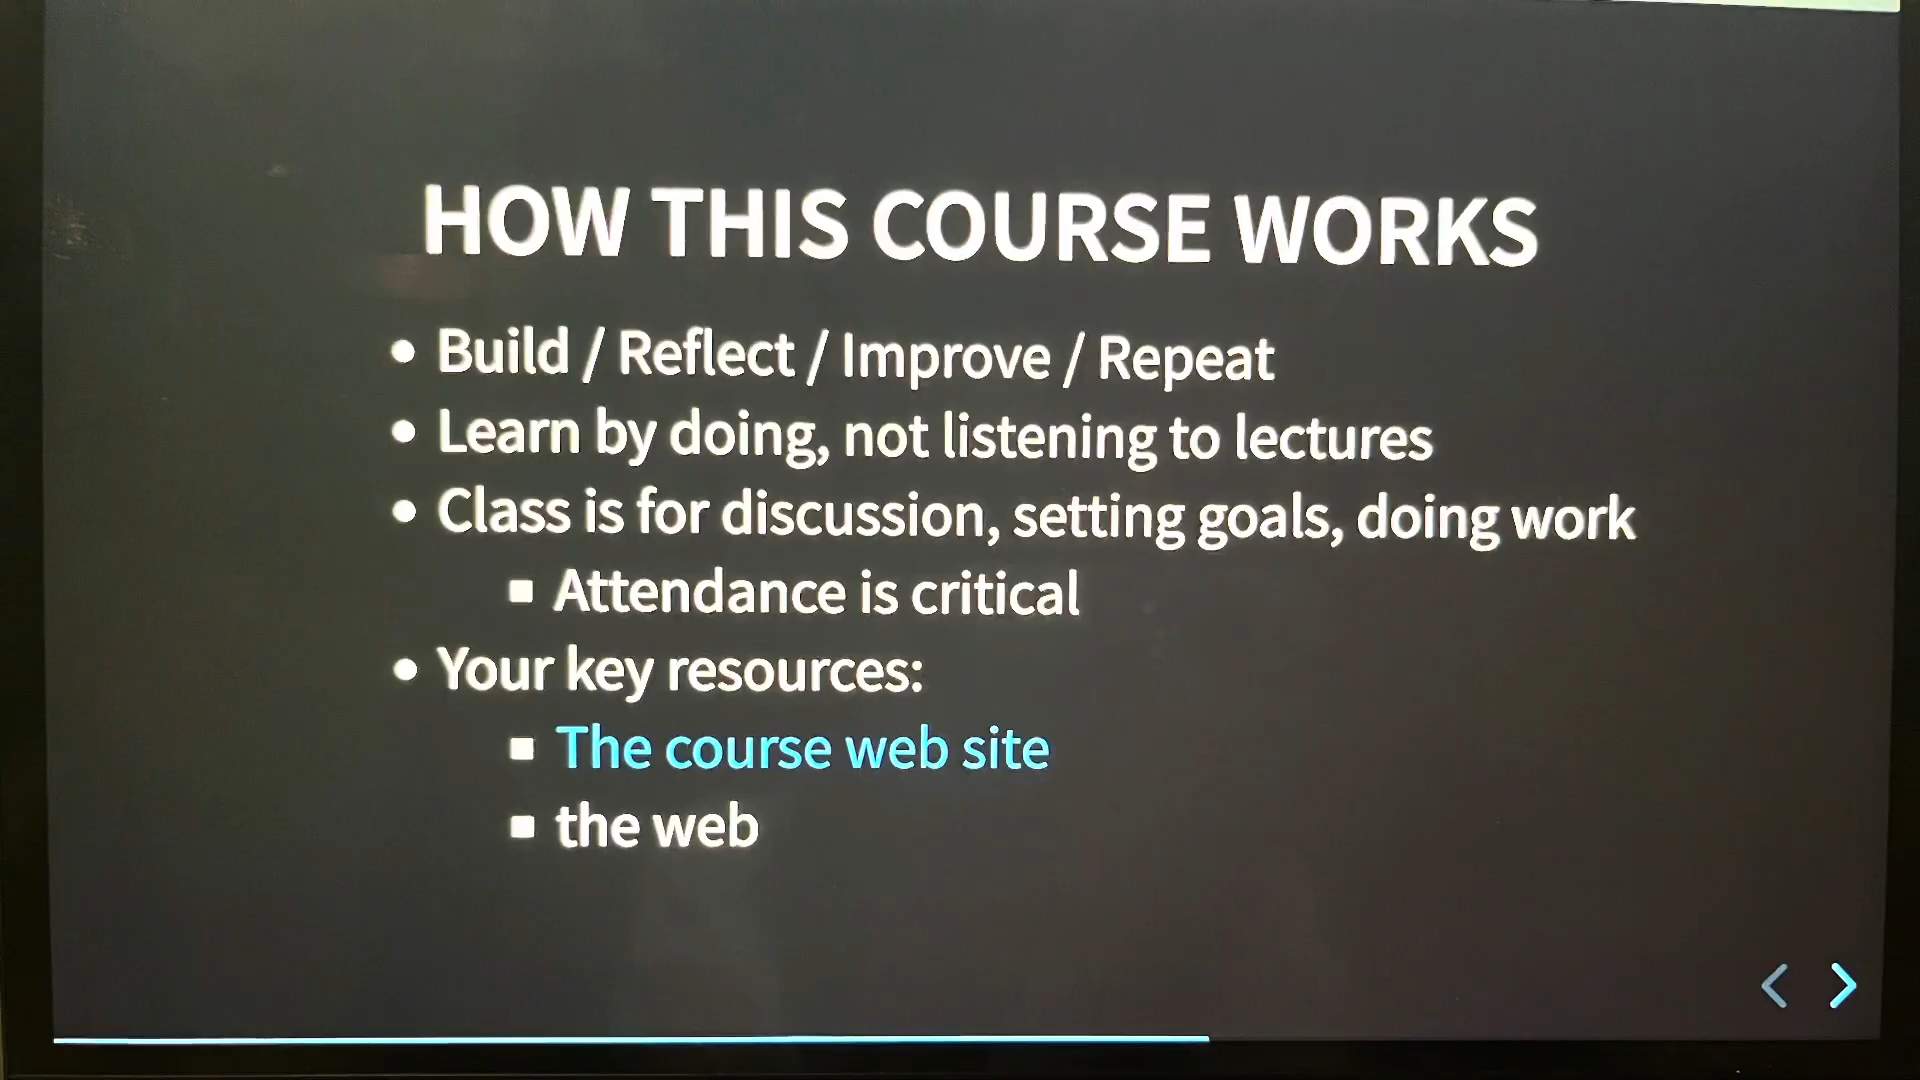 HOW THIS COURSE WORKS
• Build / Reflect / Improve / Repeat
• Learn by doing, not listening to lectures
• Class is for discussion, setting goals, doing work
▪ Attendance is critical
• Your key resources:
▪ The course web site
▪ the web